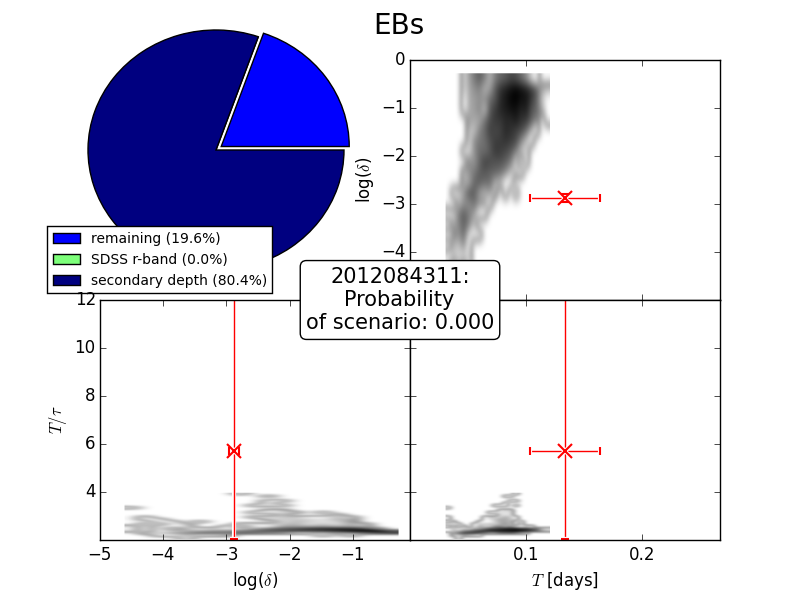 EBs
remaining (19.6%)
SDSS r-band (0.0%)
secondary depth (80.4%)
0
−1
−2
−3
−4
log(δ)
2012084311:
Probability
of scenario: 0.000
12
10
8
6
4
T/τ
−5 −4 −3 −2 −1
log(δ)
0.1 0.2
T [days]